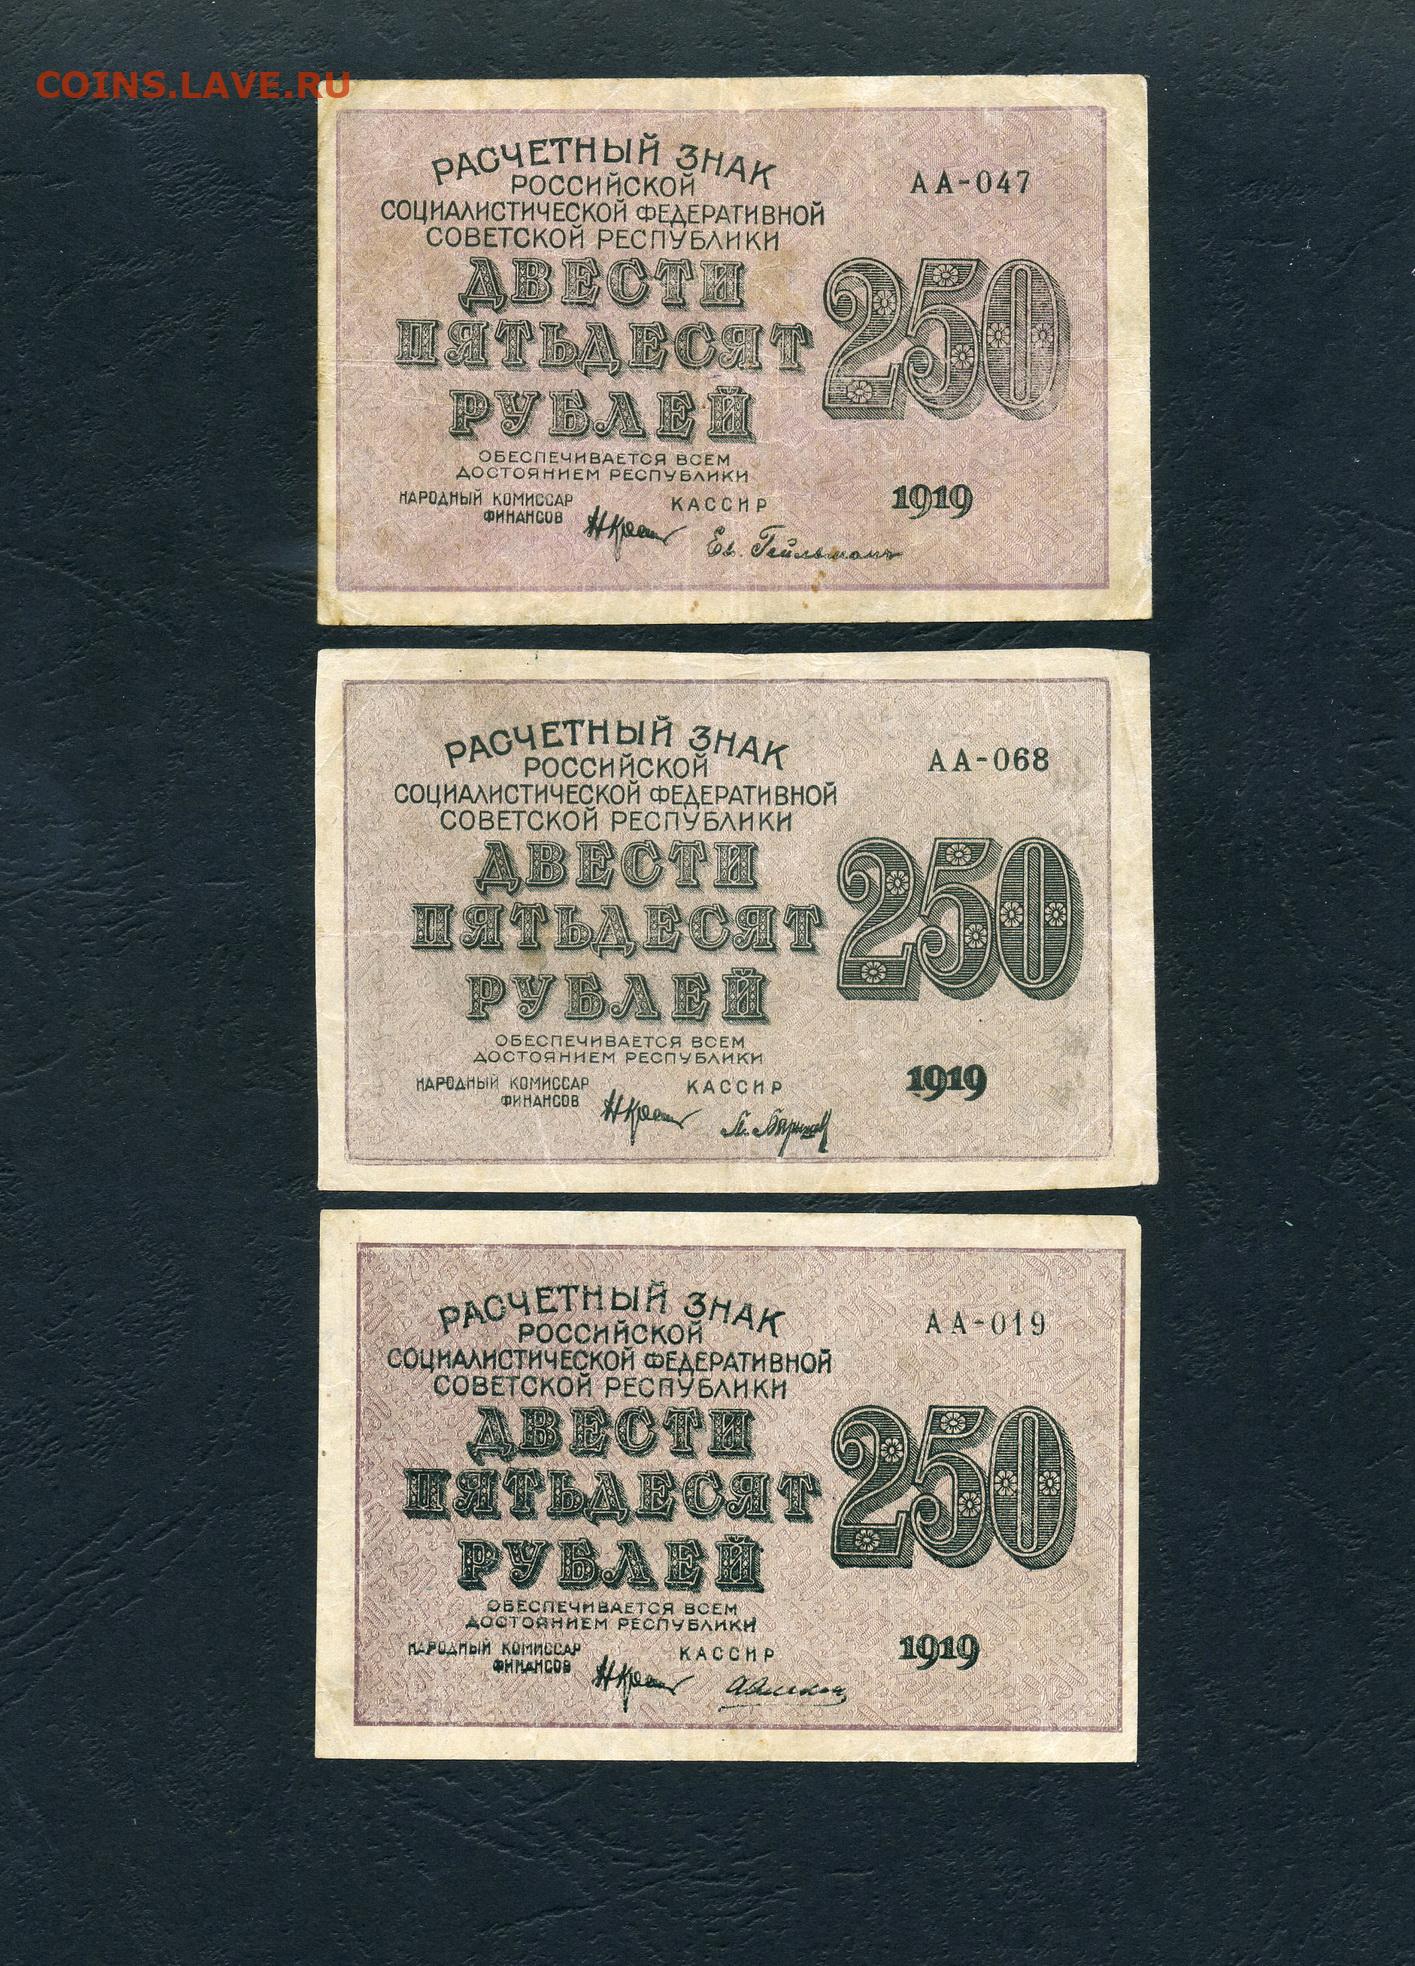 COINS.LAVE.RU
РАСЧЕТНЫЙ ЗНАК
РОССИЙСКОЙ
СОЦИАЛИСТИЧЕСКОЙ ФЕДЕРАТИВНОЙ
СОВЕТСКОЙ РЕСПУБЛИКИ
АА-047
ДВЕСТИ
ПЯТЬДЕСЯТ
РУБЛЕЙ
250
ОБЕСПЕЧИВАЕТСЯ ВСЕМ
ДОСТОЯНИЕМ РЕСПУБЛИКИ
НАРОДНЫЙ КОМИССАР
ФИНАНСОВ
КАССИР
1919
Ев. Гейльманъ
РАСЧЕТНЫЙ ЗНАК
РОССИЙСКОЙ
СОЦИАЛИСТИЧЕСКОЙ ФЕДЕРАТИВНОЙ
СОВЕТСКОЙ РЕСПУБЛИКИ
АА-068
ДВЕСТИ
ПЯТЬДЕСЯТ
РУБЛЕЙ
250
ОБЕСПЕЧИВАЕТСЯ ВСЕМ
ДОСТОЯНИЕМ РЕСПУБЛИКИ
НАРОДНЫЙ КОМИССАР
ФИНАНСОВ
КАССИР
1919
РАСЧЕТНЫЙ ЗНАК
РОССИЙСКОЙ
СОЦИАЛИСТИЧЕСКОЙ ФЕДЕРАТИВНОЙ
СОВЕТСКОЙ РЕСПУБЛИКИ
АА-019
ДВЕСТИ
ПЯТЬДЕСЯТ
РУБЛЕЙ
250
ОБЕСПЕЧИВАЕТСЯ ВСЕМ
ДОСТОЯНИЕМ РЕСПУБЛИКИ
НАРОДНЫЙ КОМИССАР
ФИНАНСОВ
КАССИР
1919